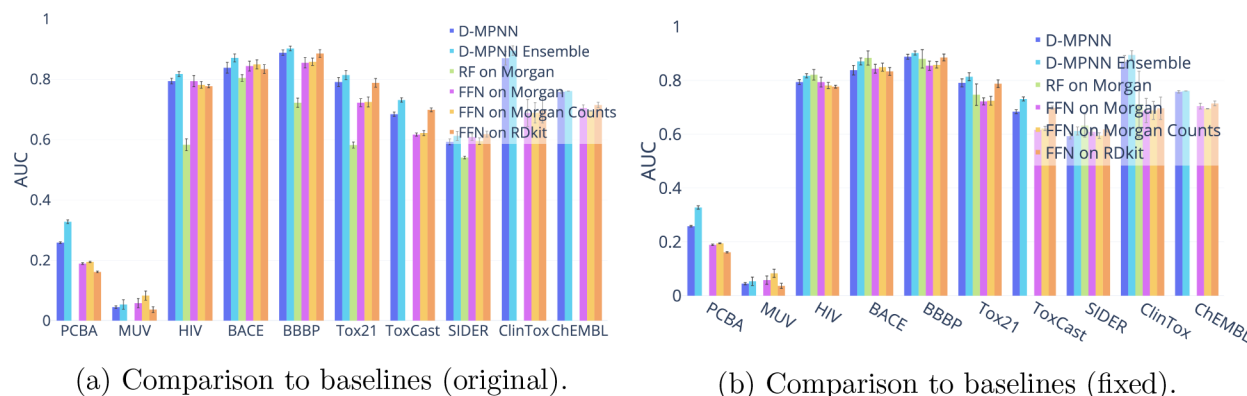 1
0.8
0.6
0.4
0.2
0
AUC
D-MPNN
D-MPNN Ensemble
RF on Morgan
FFN on Morgan
FFN on Morgan Counts
FFN on RDkit
PCBA MUV HIV BACE BBBP Tox21 ToxCast SIDER ClinTox ChEMBL
(a) Comparison to baselines (original).
1
0.8
0.6
0.4
0.2
0
AUC
D-MPNN
D-MPNN Ensemble
RF on Morgan
FFN on Morgan
FFN on Morgan Counts
FFN on RDkit
PCBA MUV HIV BACE BBBP Tox21 ToxCast SIDER ClinTox ChEMBL
(b) Comparison to baselines (fixed).